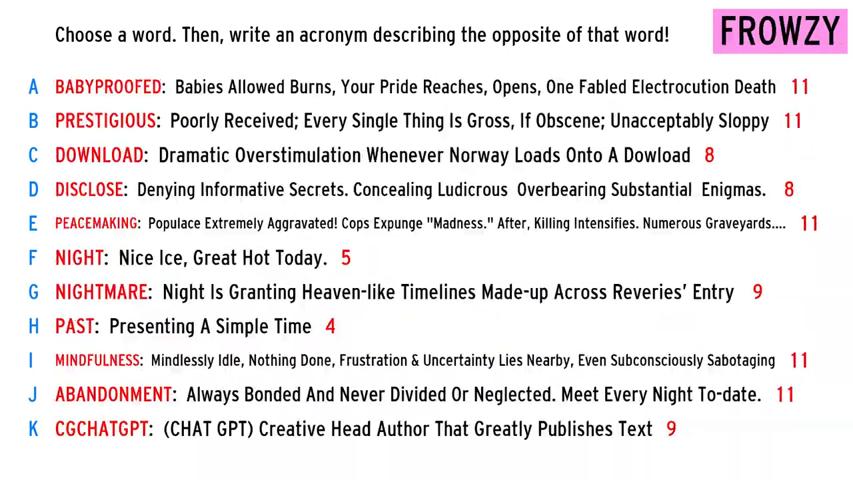 Choose a word. Then, write an acronym describing the opposite of that word!
FROWZY
A BABYPROOFED: Babies Allowed Burns, Your Pride Reaches, Opens, One Fabled Electrocution Death 11
B PRESTIGIOUS: Poorly Received; Every Single Thing Is Gross, If Obscene; Unacceptably Sloppy 11
C DOWNLOAD: Dramatic Overstimulation Whenever Norway Loads Onto A Dowload 8
D DISCLOSE: Denying Informative Secrets. Concealing Ludicrous Overbearing Substantial Enigmas. 8
E PEACEMAKING: Populace Extremely Aggravated! Cops Expunge "Madness." After, Killing Intensifies. Numerous Graveyards.... 11
F NIGHT: Nice Ice, Great Hot Today. 5
G NIGHTMARE: Night Is Granting Heaven-like Timelines Made-up Across Reveries' Entry 9
H PAST: Presenting A Simple Time 4
I MINDFULNESS: Mindlessly Idle, Nothing Done, Frustration & Uncertainty Lies Nearby, Even Subconsciously Sabotaging 11
J ABANDONMENT: Always Bonded And Never Divided Or Neglected. Meet Every Night To-date. 11
K CGCHATGPT: (CHAT GPT) Creative Head Author That Greatly Publishes Text 9